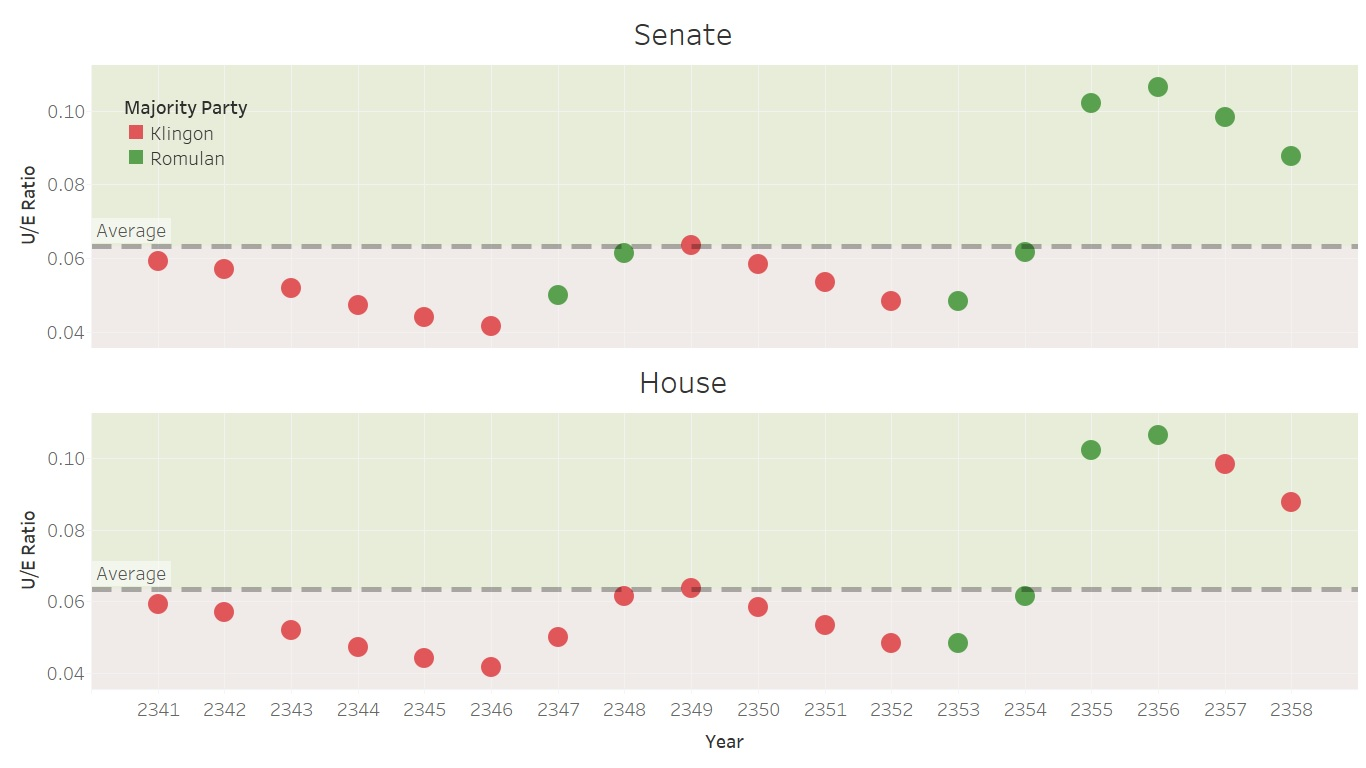 Senate
U/E Ratio
0.10
0.08
0.06
0.04
Majority Party
Klingon
Romulan
Average
House
U/E Ratio
0.10
0.08
0.06
0.04
Average
2341 2342 2343 2344 2345 2346 2347 2348 2349 2350 2351 2352 2353 2354 2355 2356 2357 2358
Year